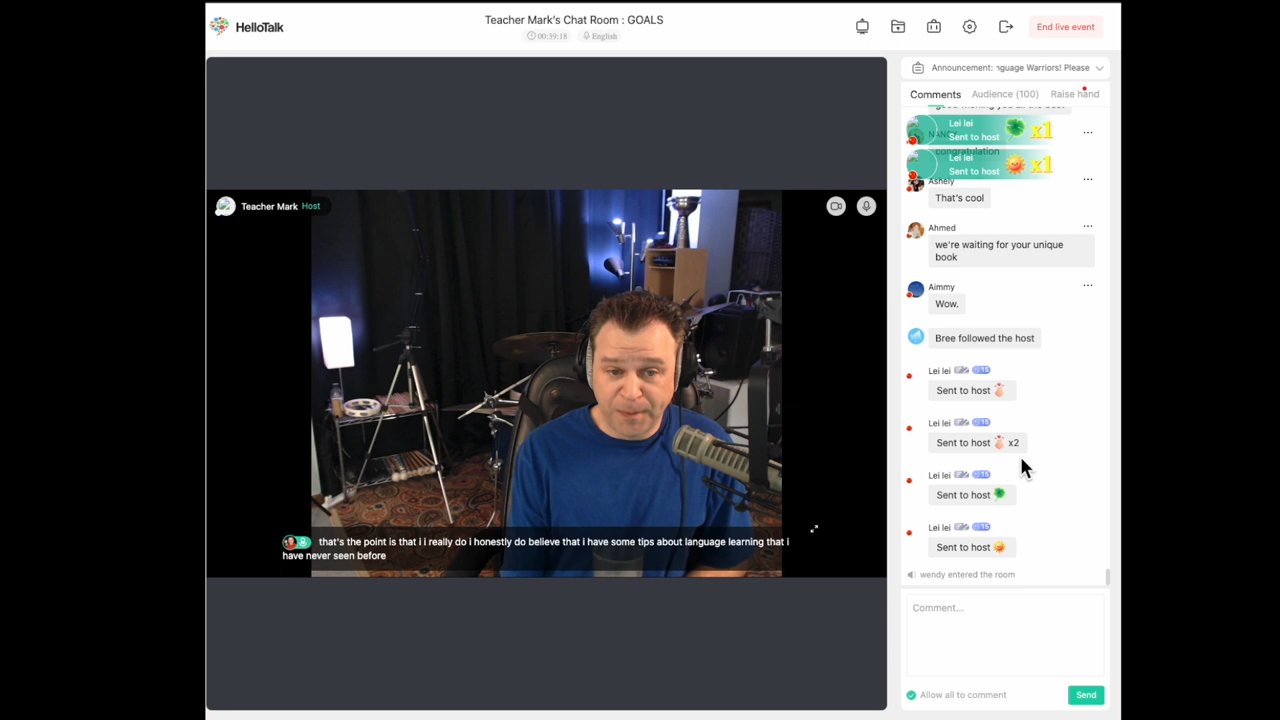 HelloTalk
Teacher Mark's Chat Room : GOALS
00:39:18
English
End live event
Announcement: nguage Warriors! Please
Comments
Audience (100)
Raise hand
Lei lei
Sent to host
x1
congratulation
Lei lei
Sent to host
x1
Ashely
That's cool
Ahmed
we're waiting for your unique
book
Aimmy
Wow.
Bree followed the host
Lei lei
15
Sent to host
Lei lei
15
Sent to host x2
Lei lei
15
Sent to host
Lei lei
15
Sent to host
wendy entered the room
Comment...
Allow all to comment
Send
Teacher Mark Host
that's the point is that i i really do i honestly do believe that i have some tips about language learning that i
have never seen before